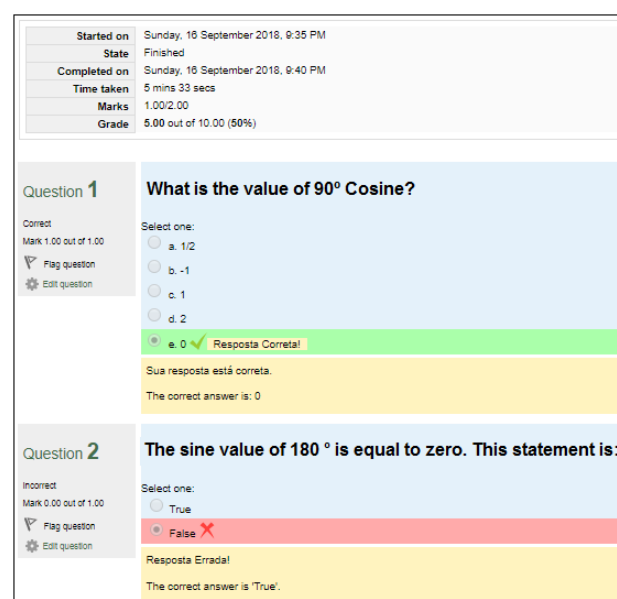 Started on Sunday, 16 September 2018, 9:35 PM
State Finished
Completed on Sunday, 16 September 2018, 9:40 PM
Time taken 5 mins 33 secs
Marks 1.00/2.00
Grade 5.00 out of 10.00 (50%)
Question 1
Correct
Mark 1.00 out of 1.00
Flag question
Edit question
What is the value of 90º Cosine?
Select one:
a. 1/2
b. -1
c. 1
d. 2
e. 0 Resposta Correta!
Sua resposta está correta.
The correct answer is: 0
Question 2
Incorrect
Mark 0.00 out of 1.00
Flag question
Edit question
The sine value of 180 º is equal to zero. This statement is:
Select one:
True
False
Resposta Errada!
The correct answer is 'True'.